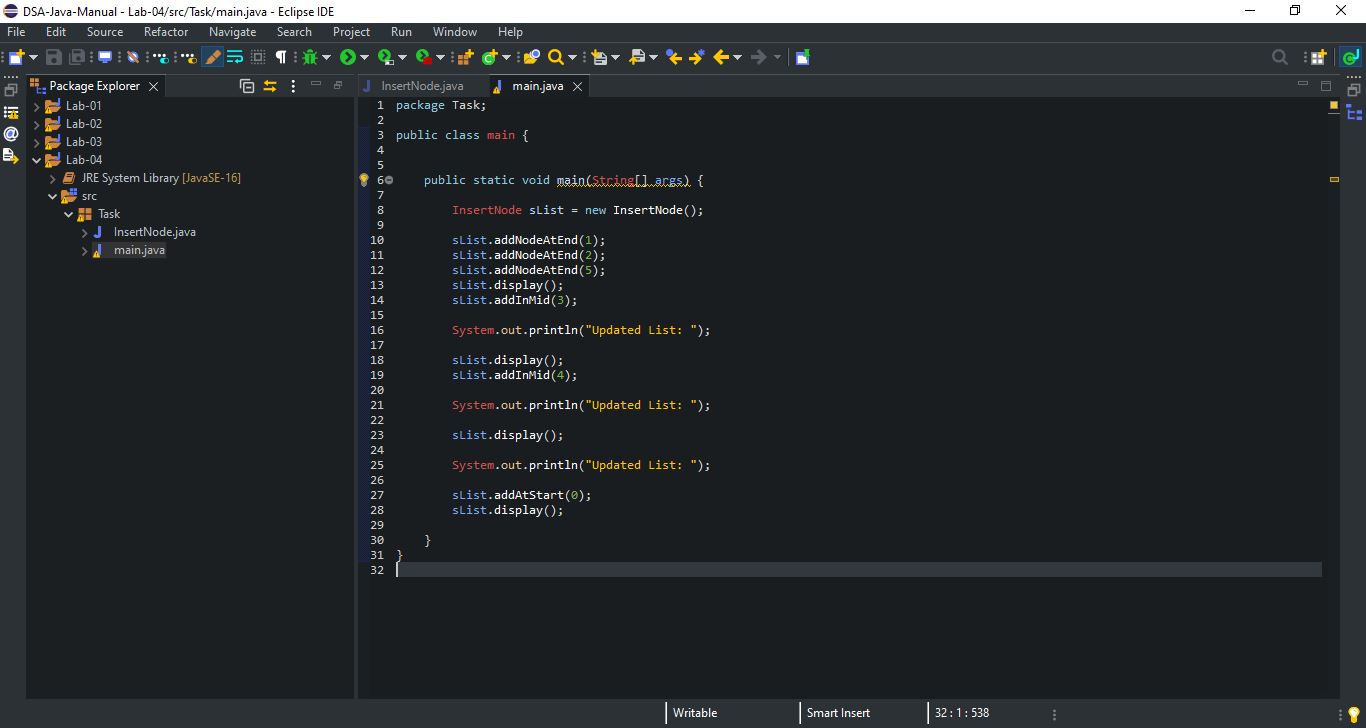 DSA-Java-Manual - Lab-04/src/Task/main.java - Eclipse IDE
File Edit Source Refactor Navigate Search Project Run Window Help
Package Explorer
Lab-01
Lab-02
Lab-03
Lab-04
JRE System Library [JavaSE-16]
src
Task
InsertNode.java
main.java
InsertNode.java main.java
1 package Task;
2
3 public class main {
4
5
6 public static void main(String[] args) {
7
8 InsertNode sList = new InsertNode();
9
10 sList.addNodeAtEnd(1);
11 sList.addNodeAtEnd(2);
12 sList.addNodeAtEnd(5);
13 sList.display();
14 sList.addInMid(3);
15
16 System.out.println("Updated List: ");
17
18 sList.display();
19 sList.addInMid(4);
20
21 System.out.println("Updated List: ");
22
23 sList.display();
24
25 System.out.println("Updated List: ");
26
27 sList.addAtStart(0);
28 sList.display();
29
30 }
31 }
32
Writable Smart Insert 32 : 1 : 538